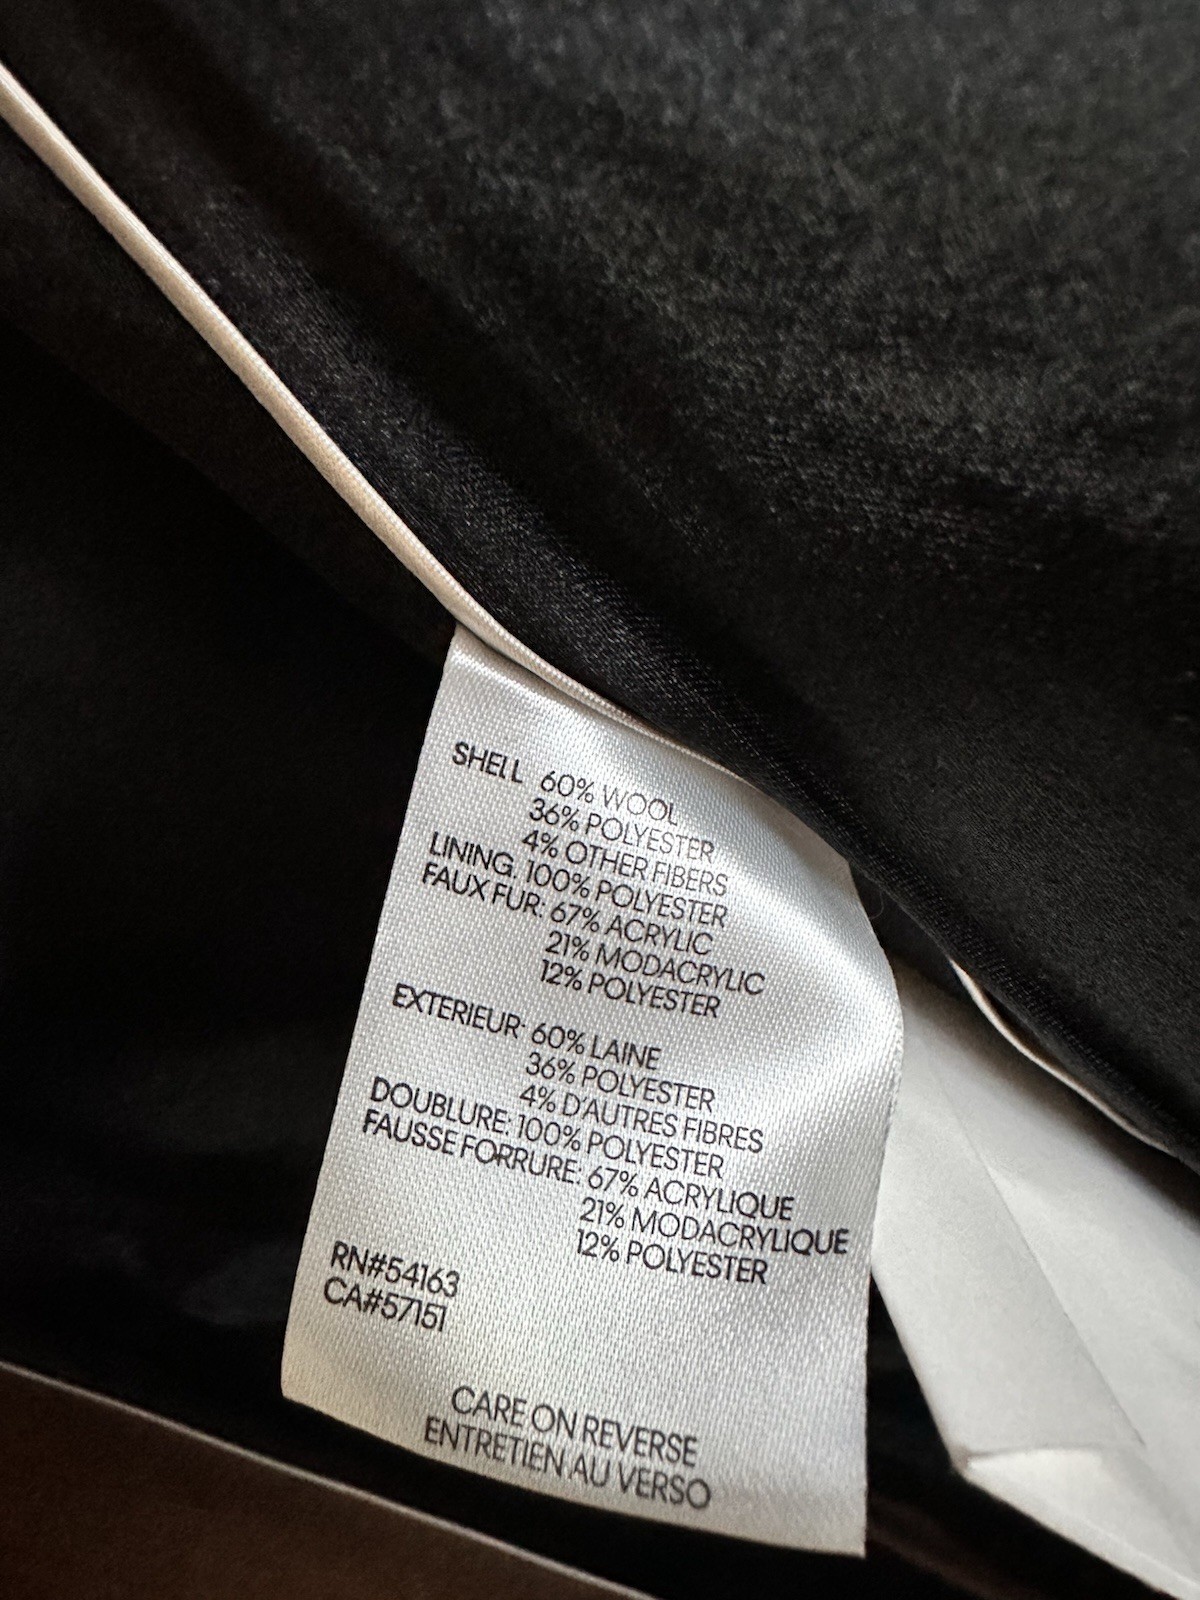 SHELL 60% WOOL
36% POLYESTER
4% OTHER FIBERS
LINING: 100% POLYESTER
FAUX FUR: 67% ACRYLIC
21% MODACRYLIC
12% POLYESTER
EXTERIEUR: 60% LAINE
36% POLYESTER
4% D'AUTRES FIBRES
DOUBLURE: 100% POLYESTER
FAUSSE FORRURE: 67% ACRYLIQUE
21% MODACRYLIQUE
12% POLYESTER
RN#54163
CA#57151
CARE ON REVERSE
ENTRETIEN AU VERSO